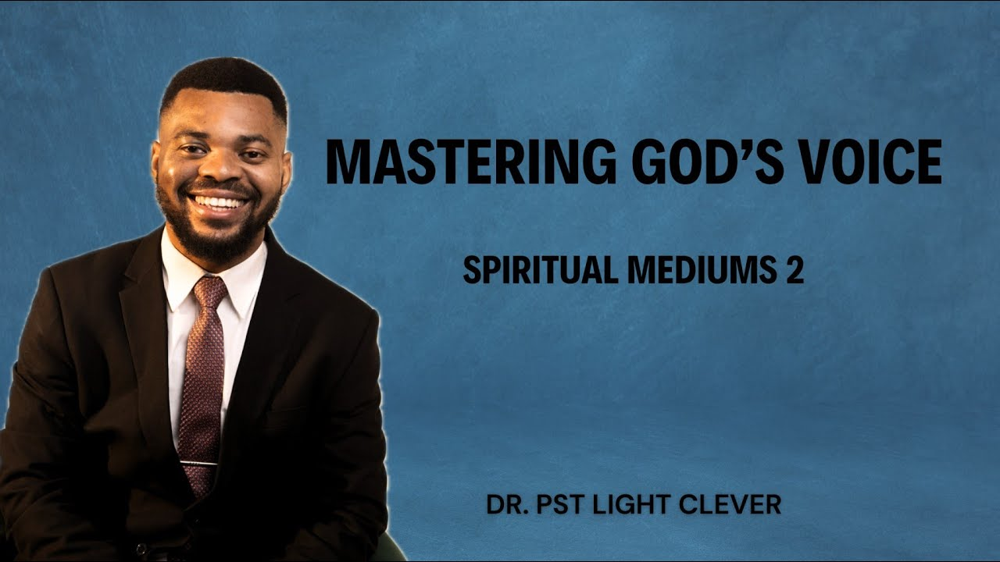 MASTERING GOD’S VOICE
SPIRITUAL MEDIUMS 2
DR. PST LIGHT CLEVER